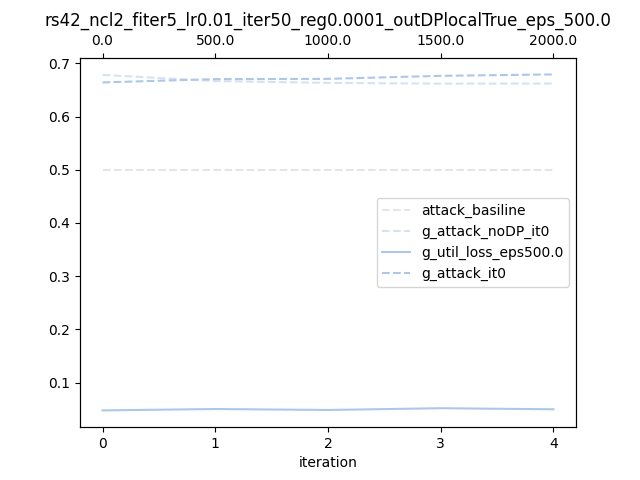 rs42_ncl2_fiter5_lr0.01_iter50_reg0.0001_outDPlocalTrue_eps_500.0
0.0 500.0 1000.0 1500.0 2000.0
0.7
0.6
0.5
0.4
0.3
0.2
0.1
attack_basiline
g_attack_noDP_it0
g_util_loss_eps500.0
g_attack_it0
0 1 2 3 4
iteration